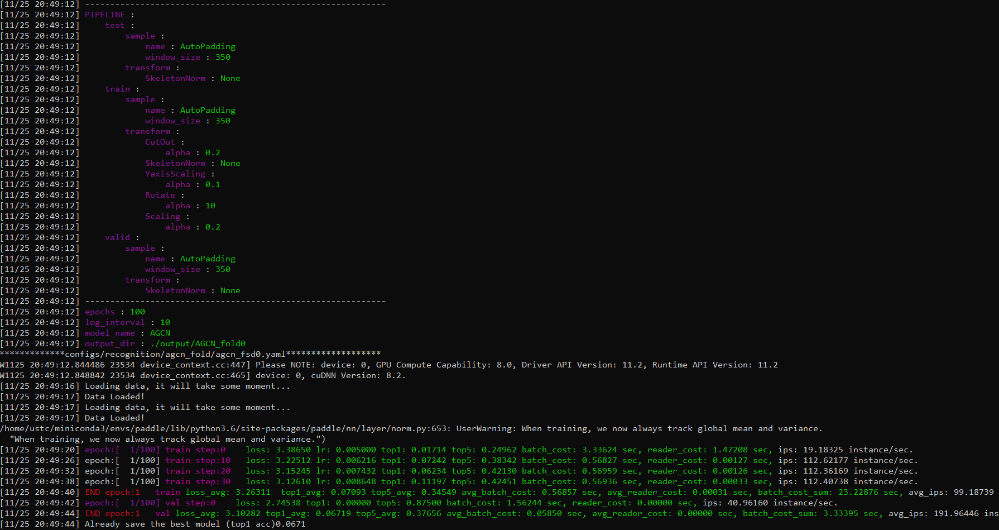 [11/25 20:49:12] ------------------------------------------------------------
[11/25 20:49:12] PIPELINE :
[11/25 20:49:12]     test :
[11/25 20:49:12]         sample :
[11/25 20:49:12]             name : AutoPadding
[11/25 20:49:12]             window_size : 350
[11/25 20:49:12]         transform :
[11/25 20:49:12]             SkeletonNorm : None
[11/25 20:49:12]     train :
[11/25 20:49:12]         sample :
[11/25 20:49:12]             name : AutoPadding
[11/25 20:49:12]             window_size : 350
[11/25 20:49:12]         transform :
[11/25 20:49:12]             CutOut :
[11/25 20:49:12]                 alpha : 0.2
[11/25 20:49:12]             SkeletonNorm : None
[11/25 20:49:12]             YaxisScaling :
[11/25 20:49:12]                 alpha : 0.1
[11/25 20:49:12]             Rotate :
[11/25 20:49:12]                 alpha : 10
[11/25 20:49:12]             Scaling :
[11/25 20:49:12]                 alpha : 0.2
[11/25 20:49:12]     valid :
[11/25 20:49:12]         sample :
[11/25 20:49:12]             name : AutoPadding
[11/25 20:49:12]             window_size : 350
[11/25 20:49:12]         transform :
[11/25 20:49:12]             SkeletonNorm : None
[11/25 20:49:12] ------------------------------------------------------------
[11/25 20:49:12] epochs : 100
[11/25 20:49:12] log_interval : 10
[11/25 20:49:12] model_name : AGCN
[11/25 20:49:12] output_dir : ./output/AGCN_fold0
*************configs/recognition/agcn_fold/agcn_fsd0.yaml*******************
W1125 20:49:12.844486 23534 device_context.cc:447] Please NOTE: device: 0, GPU Compute Capability: 8.0, Driver API Version: 11.2, Runtime API Version: 11.2
W1125 20:49:12.848842 23534 device_context.cc:465] device: 0, cuDNN Version: 8.2.
[11/25 20:49:16] Loading data, it will take some moment...
[11/25 20:49:17] Data Loaded!
[11/25 20:49:17] Loading data, it will take some moment...
[11/25 20:49:17] Data Loaded!
/home/ustc/miniconda3/envs/paddle/lib/python3.6/site-packages/paddle/nn/layer/norm.py:653: UserWarning: When training, we now always track global mean and variance.
  "When training, we now always track global mean and variance.")
[11/25 20:49:20] epoch:[  1/100] train step:0    loss: 3.38650 lr: 0.005000 top1: 0.01714 top5: 0.24962 batch_cost: 3.33624 sec, reader_cost: 1.47208 sec, ips: 19.18325 instance/sec.
[11/25 20:49:26] epoch:[  1/100] train step:10   loss: 3.22512 lr: 0.006216 top1: 0.07242 top5: 0.38342 batch_cost: 0.56827 sec, reader_cost: 0.00127 sec, ips: 112.62177 instance/sec.
[11/25 20:49:32] epoch:[  1/100] train step:20   loss: 3.15245 lr: 0.007432 top1: 0.06234 top5: 0.42130 batch_cost: 0.56959 sec, reader_cost: 0.00126 sec, ips: 112.36169 instance/sec.
[11/25 20:49:38] epoch:[  1/100] train step:30   loss: 3.12610 lr: 0.008648 top1: 0.11197 top5: 0.42451 batch_cost: 0.56936 sec, reader_cost: 0.00033 sec, ips: 112.40738 instance/sec.
[11/25 20:49:40] END epoch:1   train loss_avg: 3.26311  top1_avg: 0.07093 top5_avg: 0.34549 avg_batch_cost: 0.56857 sec, avg_reader_cost: 0.00031 sec, batch_cost_sum: 23.22876 sec, avg_ips: 99.18739
[11/25 20:49:42] epoch:[  1/100] val step:0    loss: 2.74538 top1: 0.00000 top5: 0.87500 batch_cost: 1.56244 sec, reader_cost: 0.00000 sec, ips: 40.96160 instance/sec.
[11/25 20:49:44] END epoch:1   val loss_avg: 3.10282 top1_avg: 0.06719 top5_avg: 0.37656 avg_batch_cost: 0.05850 sec, avg_reader_cost: 0.00000 sec, batch_cost_sum: 3.33395 sec, avg_ips: 191.96446 ins
[11/25 20:49:44] Already save the best model (top1 acc)0.0671